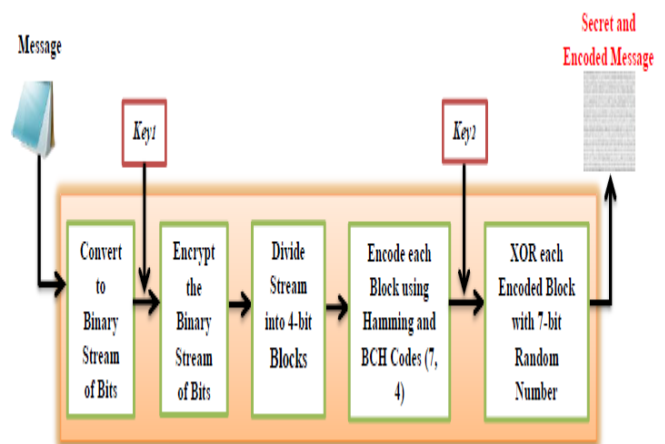 Message
Secret and
Encoded Message
Key1
Key2
Convert
to
Binary
Stream
of Bits
Encrypt
the
Binary
Stream
of Bits
Divide
Stream
into 4-bit
Blocks
Encode each
Block using
Hamming and
BCH Codes (7,
4)
XOR each
Encoded Block
with 7-bit
Random
Number